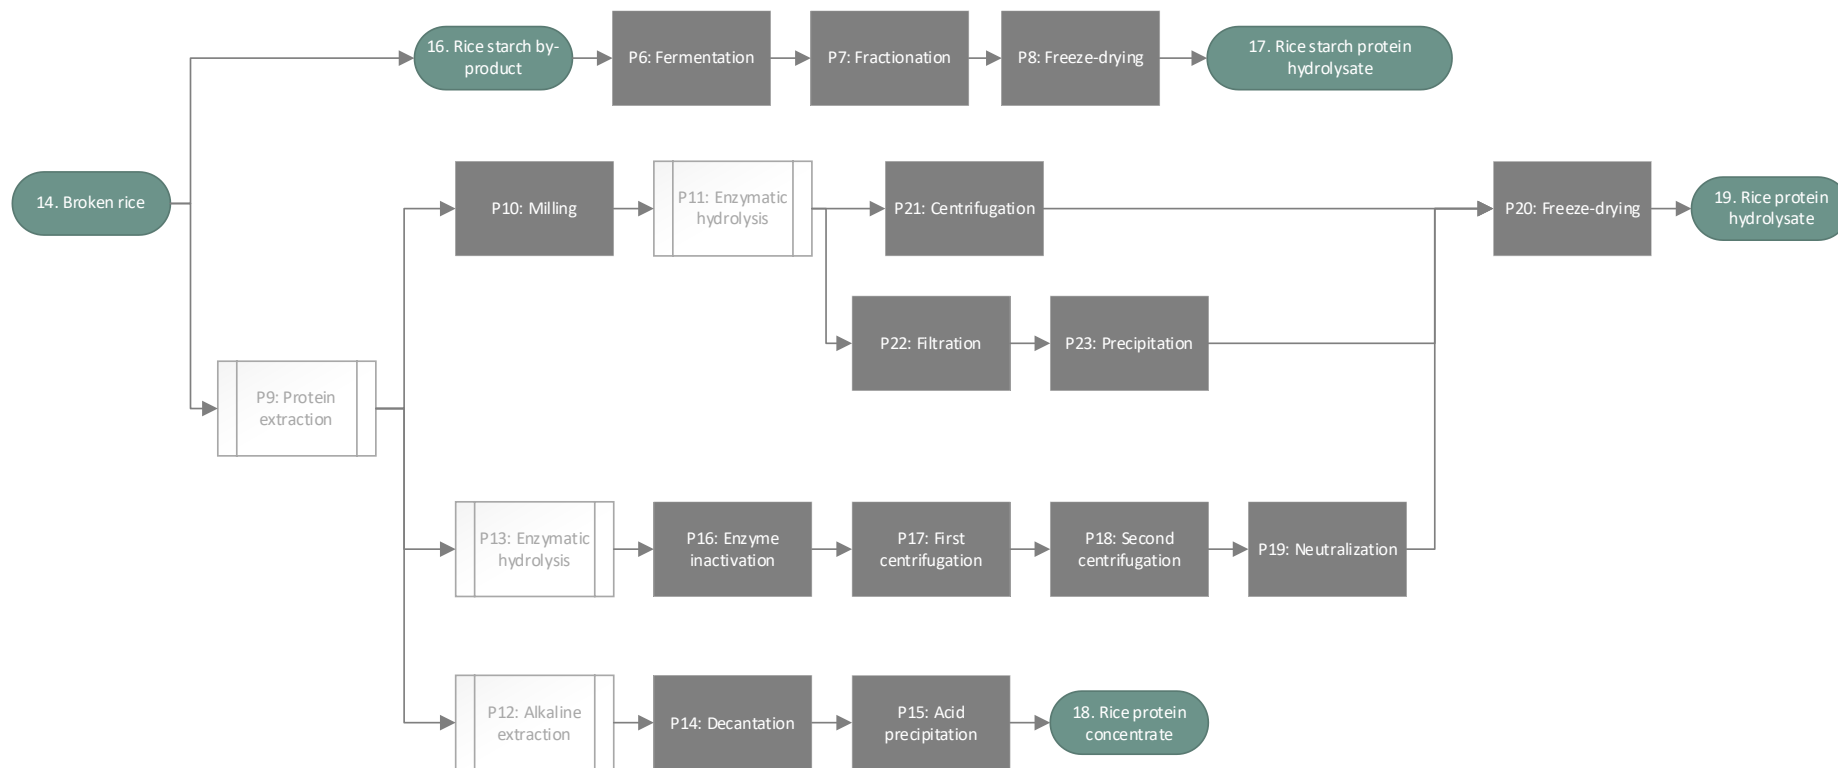 16. Rice starch by-
product
P6: Fermentation
P7: Fractionation
P8: Freeze-drying
17. Rice starch protein
hydrolysate
14. Broken rice
P10: Milling
P11: Enzymatic
hydrolysis
P21: Centrifugation
P20: Freeze-drying
19. Rice protein
hydrolysate
P22: Filtration
P23: Precipitation
P9: Protein
extraction
P13: Enzymatic
hydrolysis
P16: Enzyme
inactivation
P17: First
centrifugation
P18: Second
centrifugation
P19: Neutralization
P12: Alkaline
extraction
P14: Decantation
P15: Acid
precipitation
18. Rice protein
concentrate